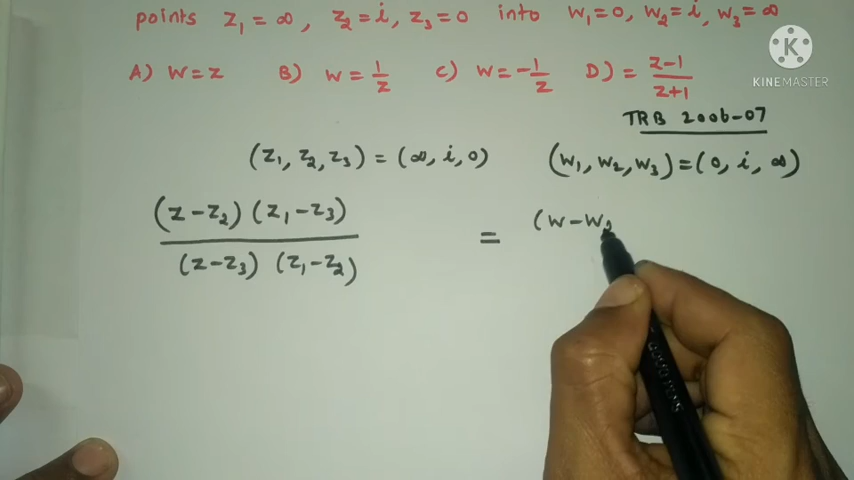 points z₁ = ∞ , z₂ = i, z₃ = 0 into w₁ = 0, w₂ = i, w₃ = ∞
A) w = z B) w = 1/z C) w = -1/z D) = z-1/z+1
K
KINEMASTER
TRB 2006-07
(z₁, z₂, z₃) = (∞, i, 0) (w₁, w₂, w₃) = (0, i, ∞)
(z - z₂) (z₁ - z₃) / (z - z₃) (z₁ - z₂) = (w - w₂